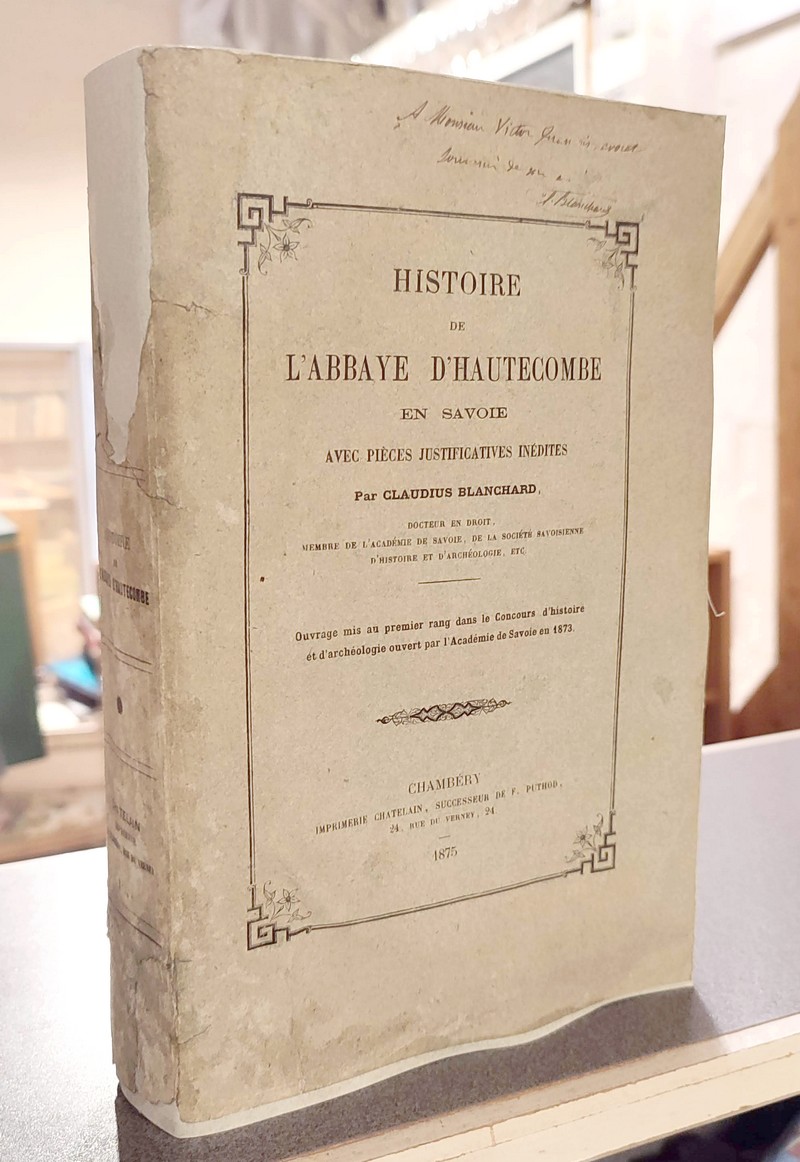 A Monsieur Victor
souvenir de son
Blanchard
HISTOIRE
DE
L'ABBAYE D'HAUTECOMBE
EN SAVOIE
AVEC PIÈCES JUSTIFICATIVES INÉDITES
Par CLAUDIUS BLANCHARD,
DOCTEUR EN DROIT,
MEMBRE DE L'ACADÉMIE DE SAVOIE, DE LA SOCIÉTÉ SAVOISIENNE
D'HISTOIRE ET D'ARCHÉOLOGIE, ETC
Ouvrage mis au premier rang dans le Concours d'histoire
et d'archéologie ouvert par l'Académie de Savoie en 1873.
CHAMBÉRY
IMPRIMERIE CHATELAIN, SUCCESSEUR DE F. PUTHOD,
24, RUE DU VERNEY, 24
1875
D'HAUTECOMBE